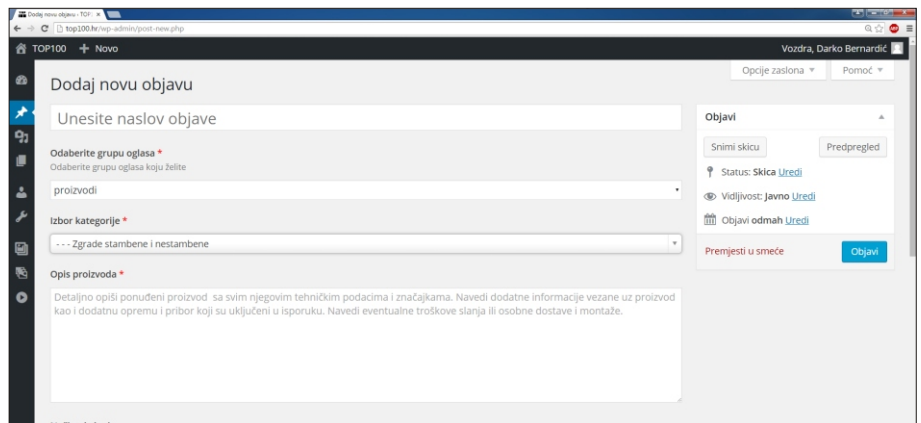 Dodaj novu objavu - TOP1
top100.hr/wp-admin/post-new.php
TOP100 + Novo
Vozdra, Darko Bernardić
Opcije zaslona
Pomoć
Dodaj novu objavu
Unesite naslov objave
Odaberite grupu oglasa *
Odaberite grupu oglasa koju želite
proizvodi
Izbor kategorije *
- - - Zgrade stambene i nestambene
Opis proizvoda *
Detaljno opiši ponuđeni proizvod sa svim njegovim tehničkim podacima i značajkama. Navedi dodatne informacije vezane uz proizvod
kao i dodatnu opremu i pribor koji su uključeni u isporuku. Navedi eventualne troškove slanja ili osobne dostave i montaže.
Objavi
Snimi skicu
Predpregled
Status: Skica Uredi
Vidljivost: Javno Uredi
Objavi odmah Uredi
Premjesti u smeće
Objavi